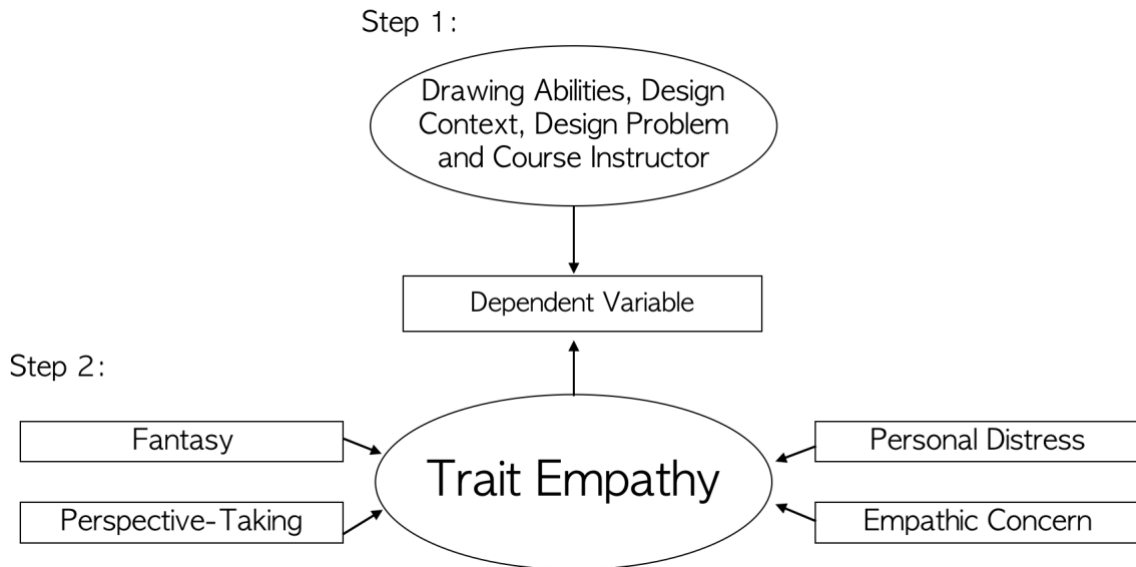 Step 1:
Drawing Abilities, Design
Context, Design Problem
and Course Instructor
Dependent Variable
Step 2:
Fantasy
Perspective-Taking
Trait Empathy
Personal Distress
Empathic Concern